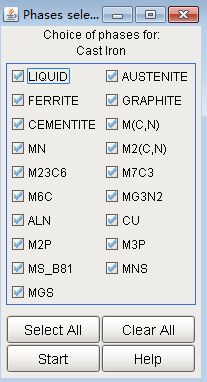 Phases sele...
Choice of phases for:
Cast Iron
LIQUID AUSTENITE
FERRITE GRAPHITE
CEMENTITE M(C,N)
MN M2(C,N)
M23C6 M7C3
M6C MG3N2
ALN CU
M2P M3P
MS_B81 MNS
MGS
Select All Clear All
Start Help